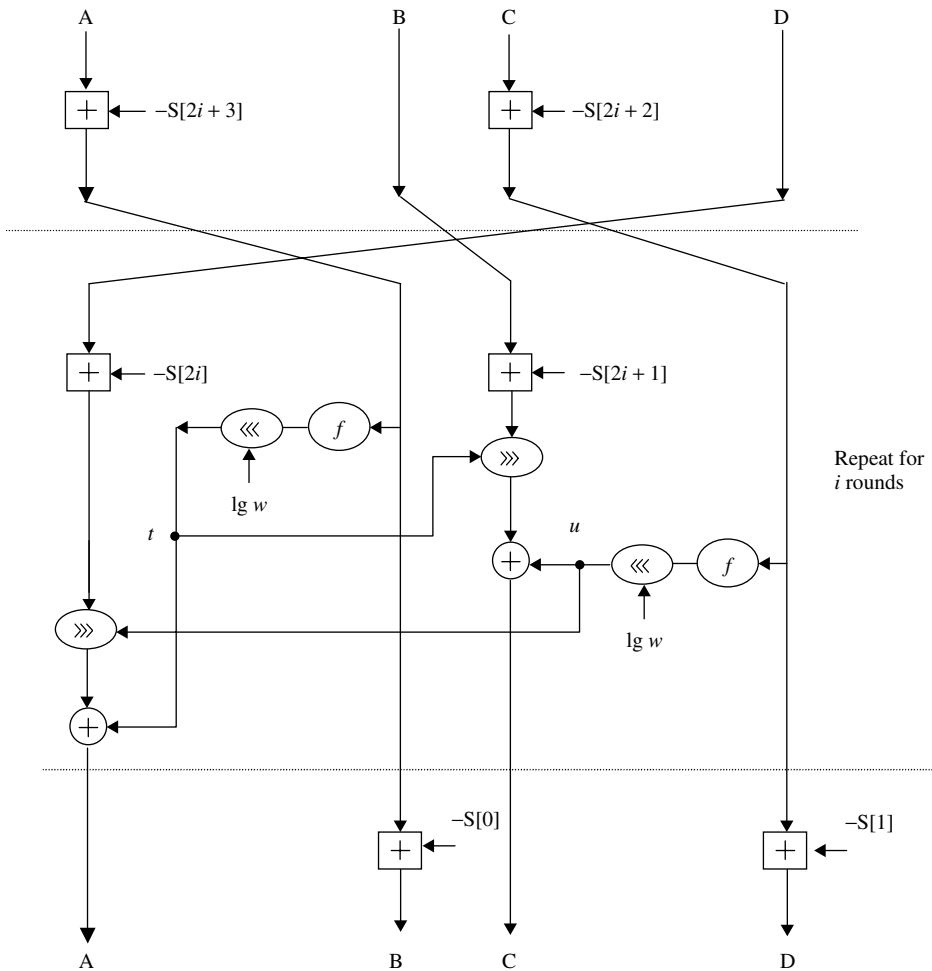 A B C D
+ −S[2i + 3] + −S[2i + 2]
+ −S[2i] + −S[2i + 1]
<<< f
>>>
Repeat for
i rounds
lg w
t u
+ <<< f
>>>
lg w
+
−S[0] −S[1]
+ +
A B C D